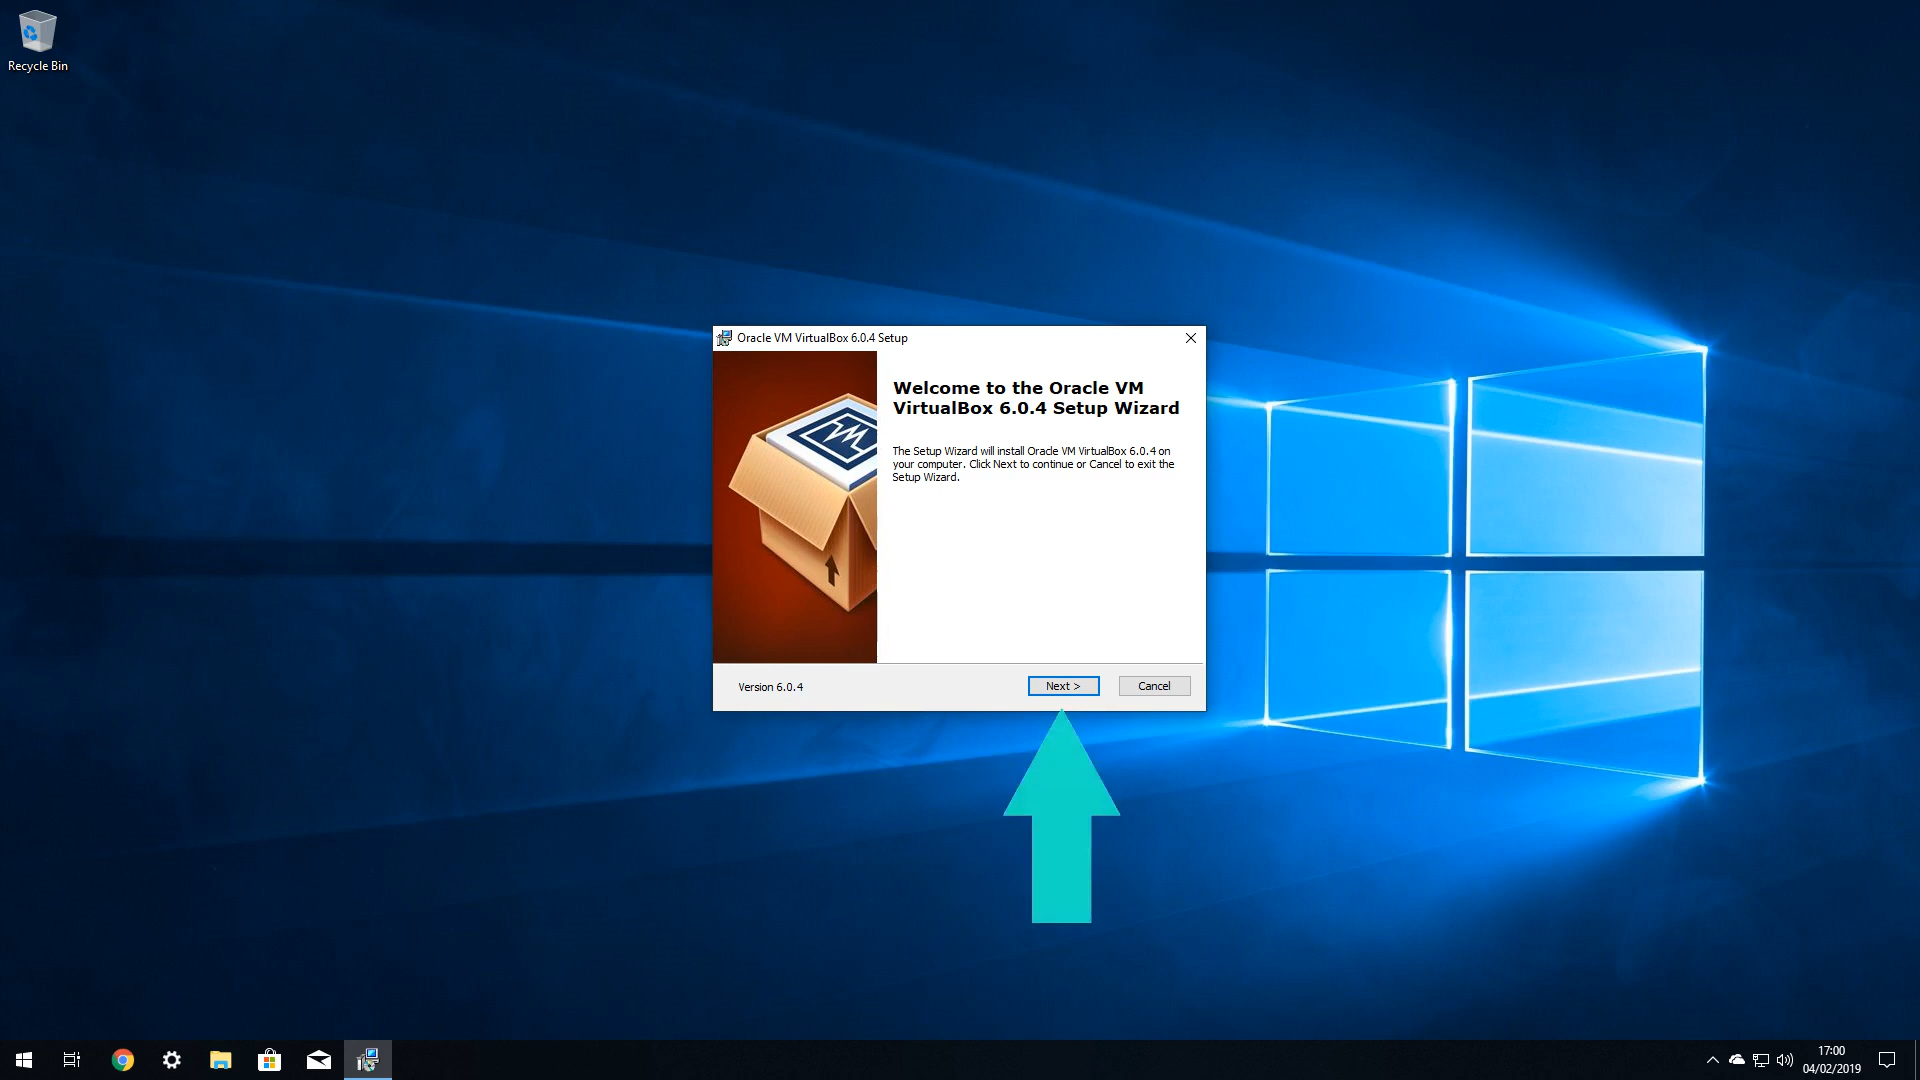 Recycle Bin
Oracle VM VirtualBox 6.0.4 Setup
Welcome to the Oracle VM
VirtualBox 6.0.4 Setup Wizard
The Setup Wizard will install Oracle VM VirtualBox 6.0.4 on
your computer. Click Next to continue or Cancel to exit the
Setup Wizard.
Version 6.0.4
Next >
Cancel
17:00
04/02/2019